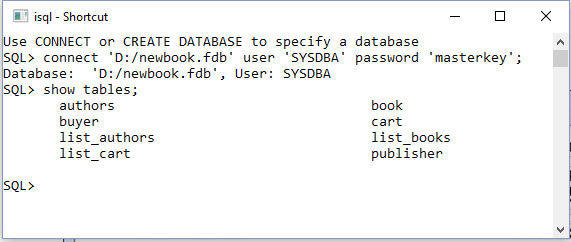 isql - Shortcut
Use CONNECT or CREATE DATABASE to specify a database
SQL> connect 'D:/newbook.fdb' user 'SYSDBA' password 'masterkey';
Database:  'D:/newbook.fdb', User: SYSDBA
SQL> show tables;
       authors                                book
       buyer                                  cart
       list_authors                           list_books
       list_cart                              publisher
SQL>